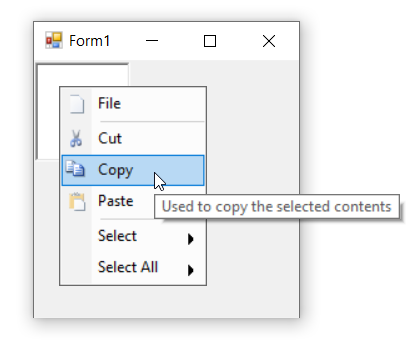 Form1
File
Cut
Copy
Paste
Used to copy the selected contents
Select
Select All